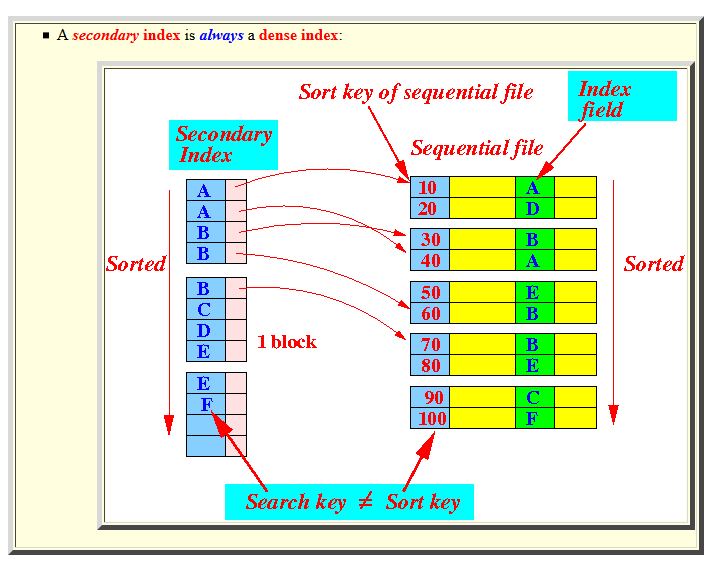 A secondary index is always a dense index:
Sort key of sequential file
Index
field
Secondary
Index
Sequential file
A
A
B
B
B
C
D
E
E
F
Sorted
1 block
10 A
20 D
30 B
40 A
50 E
60 B
70 B
80 E
90 C
100 F
Sorted
Search key ≠ Sort key